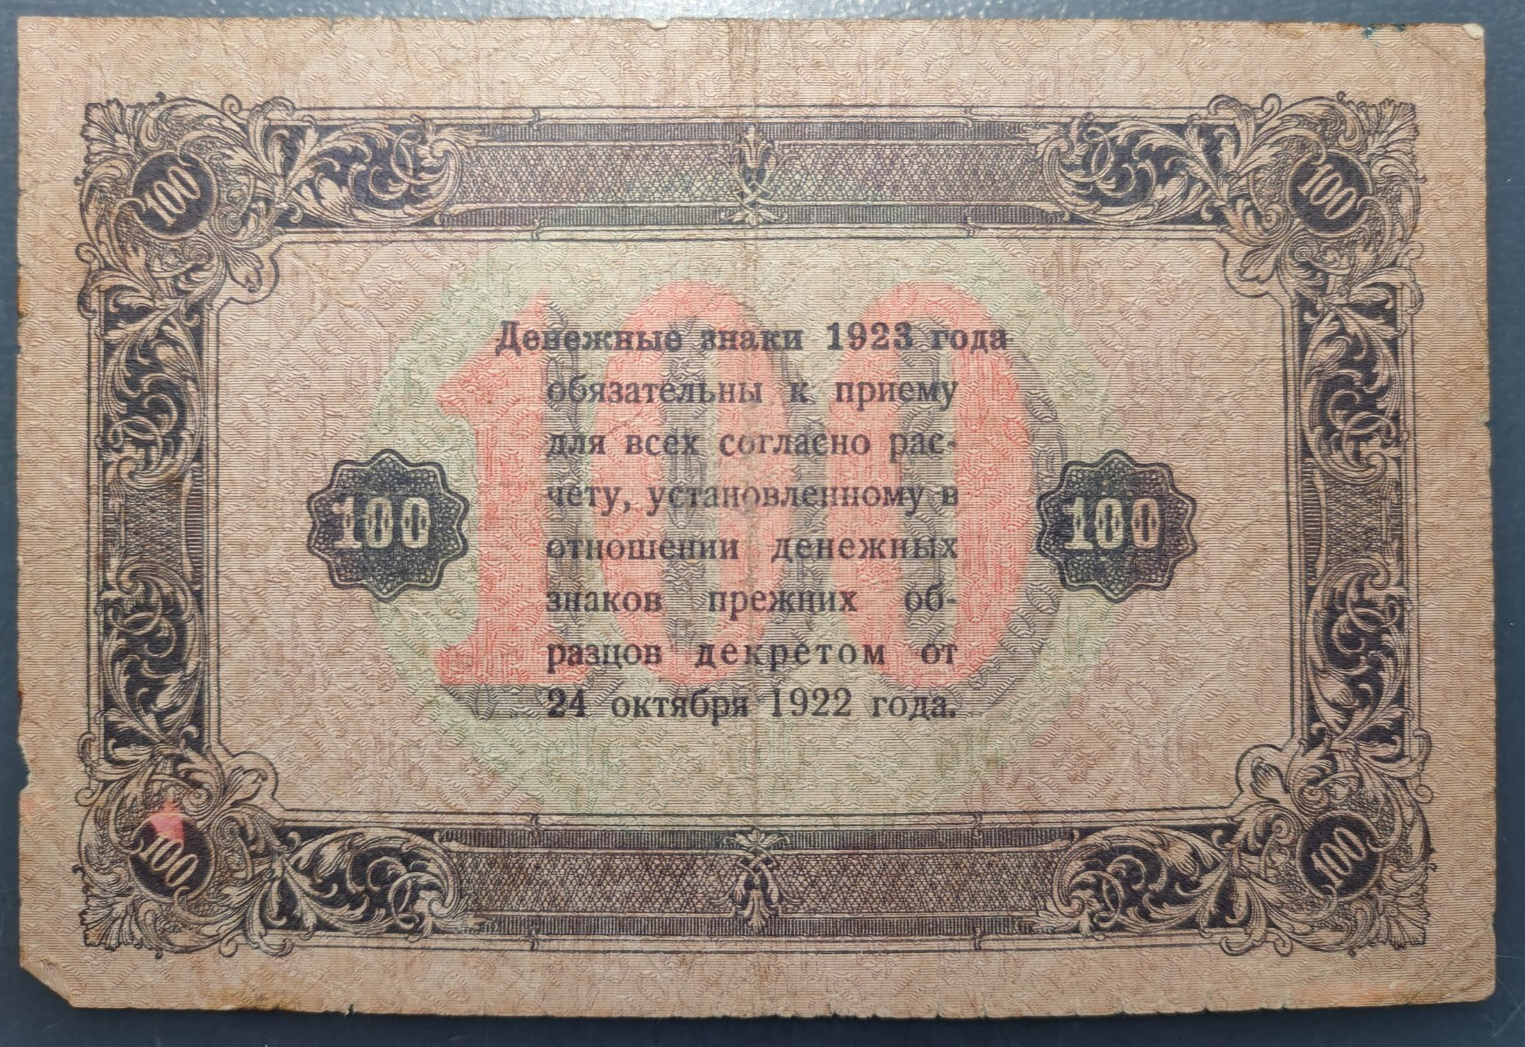 100 100
100
Денежные знаки 1923 года
обязательны к приему
для всех согласно рас-
чету, установленному в
отношении денежных
знаков прежних об-
разцов декретом от
24 октября 1922 года.
100 100
100 100